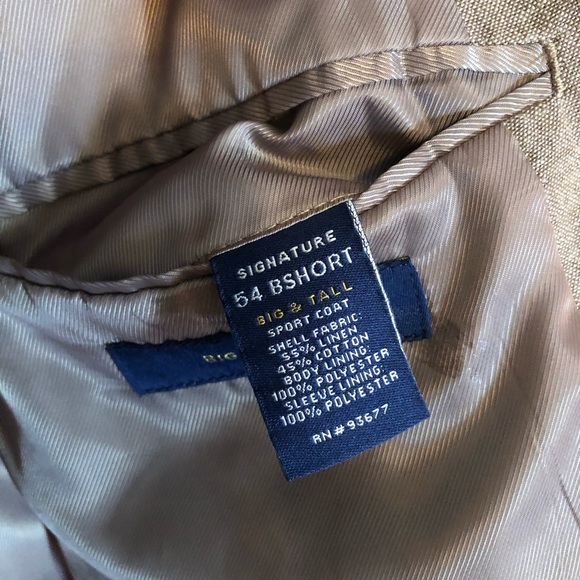 SIGNATURE
54 BSHORT
BIG & TALL
SPORT COAT
SHELL FABRIC:
55% LINEN
45% COTTON
BODY LINING:
100% POLYESTER
SLEEVE LINING:
100% POLYESTER
RN# 93677
BIG